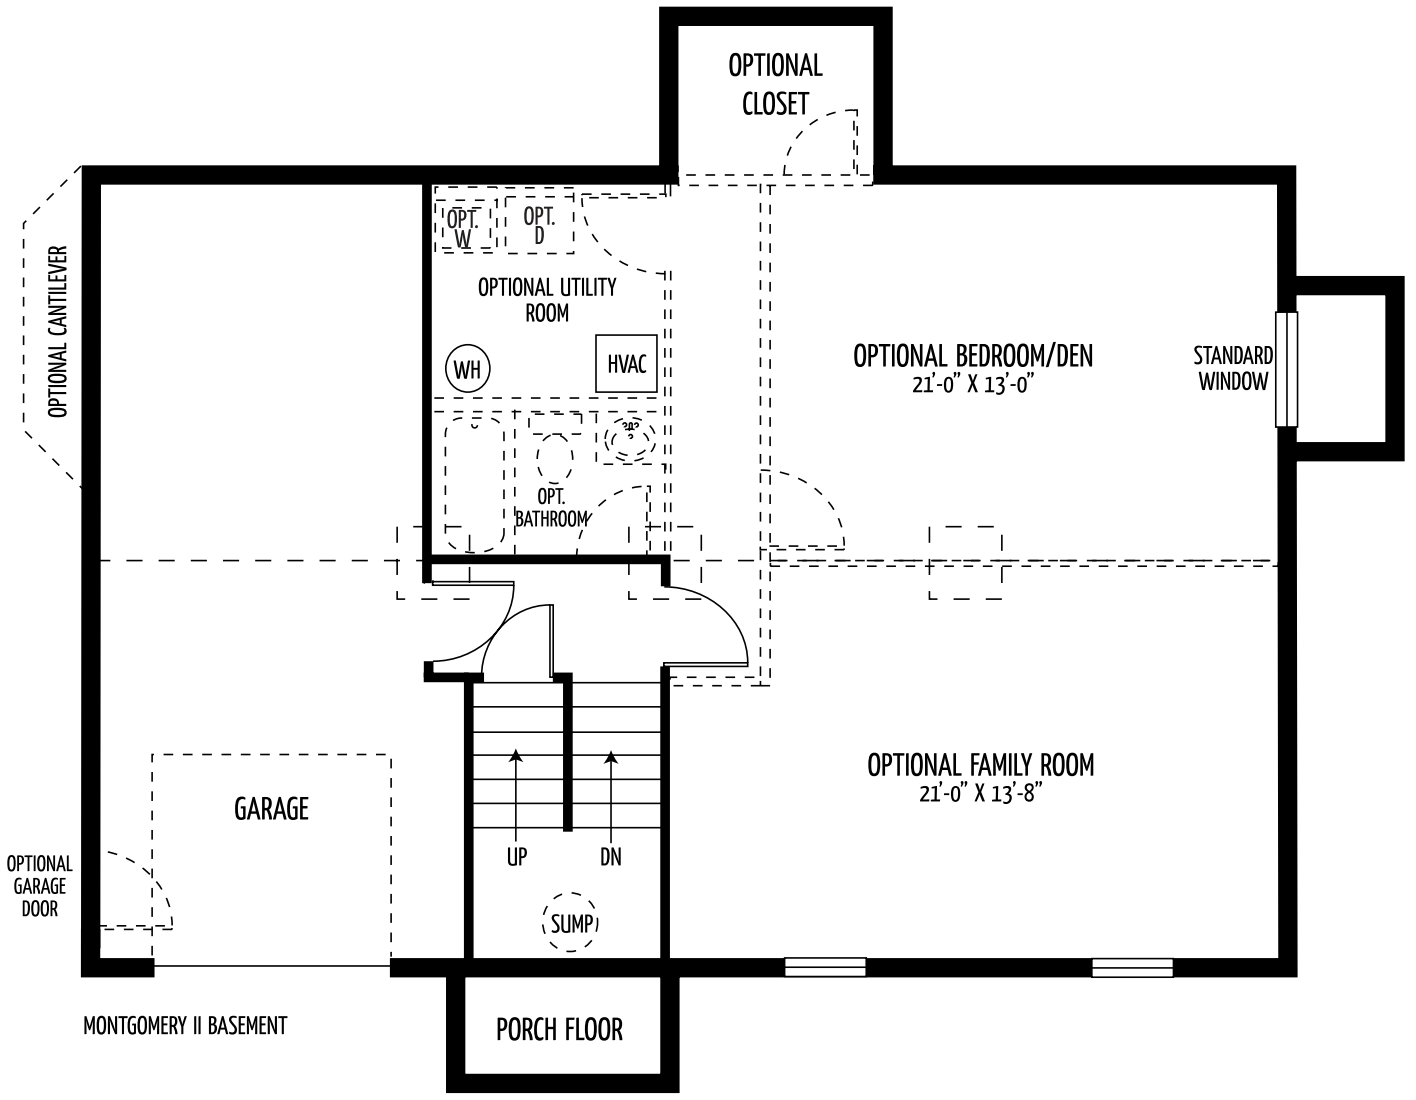 OPTIONAL
CLOSET
OPTIONAL CANTILEVER
OPT.
W
OPT.
D
OPTIONAL UTILITY
ROOM
WH
HVAC
OPTIONAL BEDROOM/DEN
21'-0” X 13'-0”
STANDARD
WINDOW
OPT.
BATHROOM
OPTIONAL FAMILY ROOM
21'-0” X 13'-8”
GARAGE
OPTIONAL
GARAGE
DOOR
UP
DN
SUMP
PORCH FLOOR
MONTGOMERY II BASEMENT